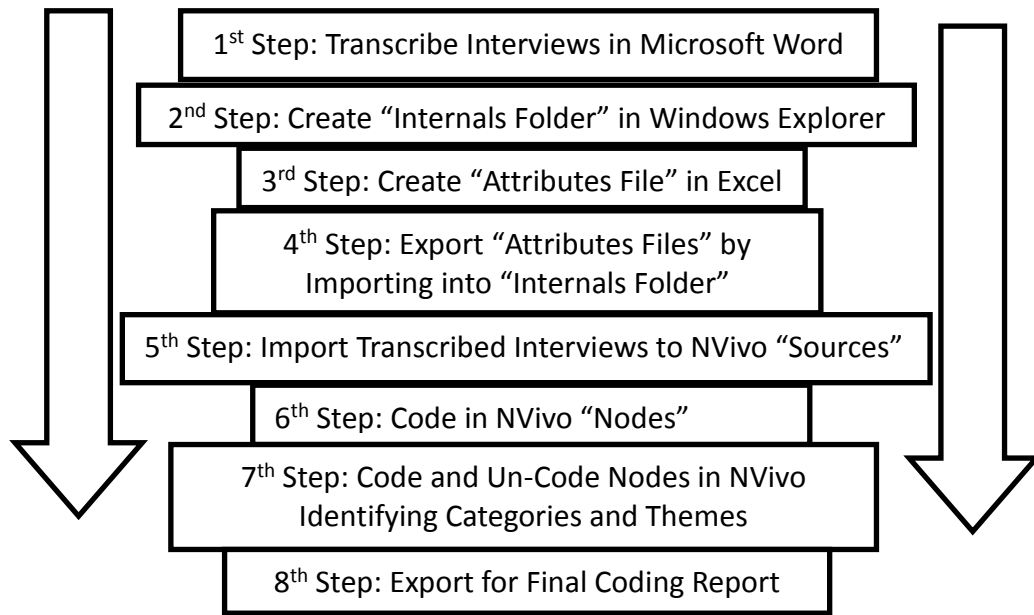 1st Step: Transcribe Interviews in Microsoft Word
2nd Step: Create “Internals Folder” in Windows Explorer
3rd Step: Create “Attributes File” in Excel
4th Step: Export “Attributes Files” by
Importing into “Internals Folder”
5th Step: Import Transcribed Interviews to NVivo “Sources”
6th Step: Code in NVivo “Nodes”
7th Step: Code and Un-Code Nodes in NVivo
Identifying Categories and Themes
8th Step: Export for Final Coding Report